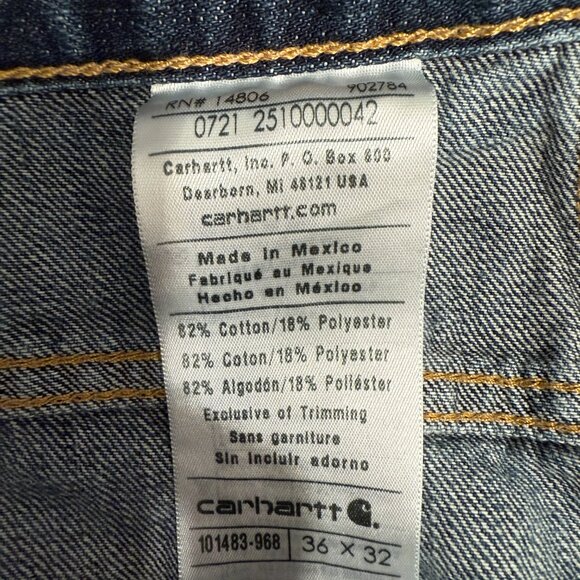 RN# 14806 902784
0721 2510000042
Carhartt, Inc. P. O. Box 600
Dearborn, MI 48121 USA
carhartt.com
Made in Mexico
Fabriqué au Mexique
Hecho en México
82% Cotton/18% Polyester
82% Coton/18% Polyester
82% Algodón/18% Poliéster
Exclusive of Trimming
Sans garniture
Sin incluir adorno
carhartt
101483-968 36 X 32